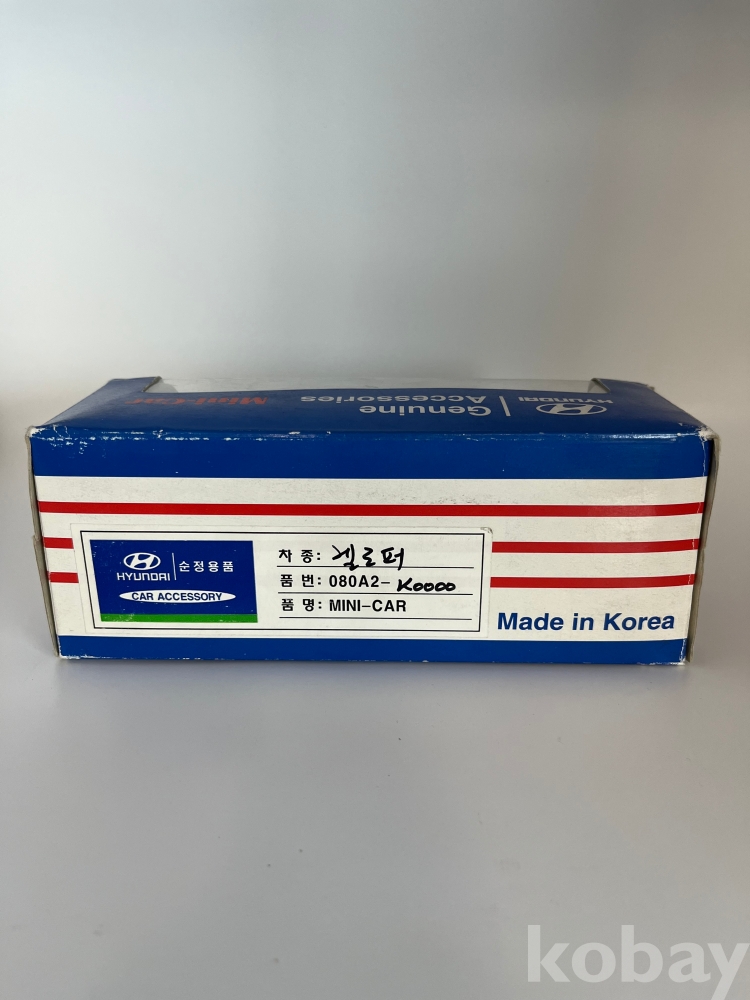 Genuine
Accessories
HYUNDAI
Mini-Car
HYUNDAI
순정용품
CAR ACCESSORY
차 종: 겔로퍼
품 번: 080A2-K0000
품 명: MINI-CAR
Made in Korea
kobay